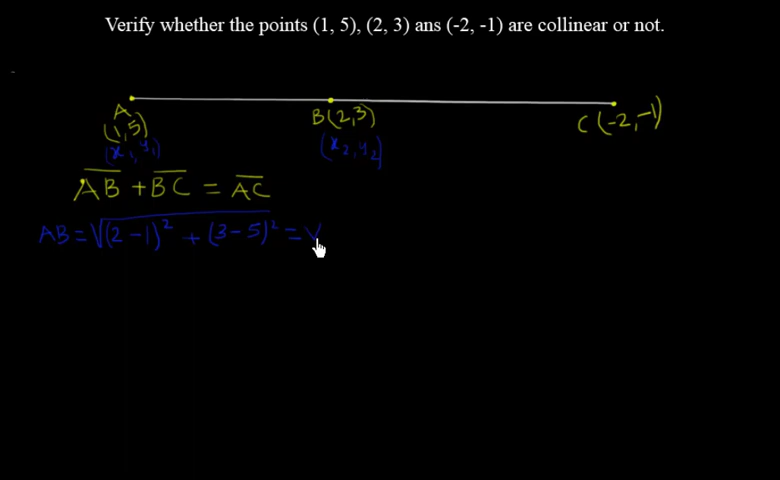 Verify whether the points (1, 5), (2, 3) ans (-2, -1) are collinear or not.
A B(2,3) C(-2,-1)
(1,5)
(x₁,y₁) (x₂,y₂)
AB + BC = AC
AB = √(2-1)² + (3-5)² = √